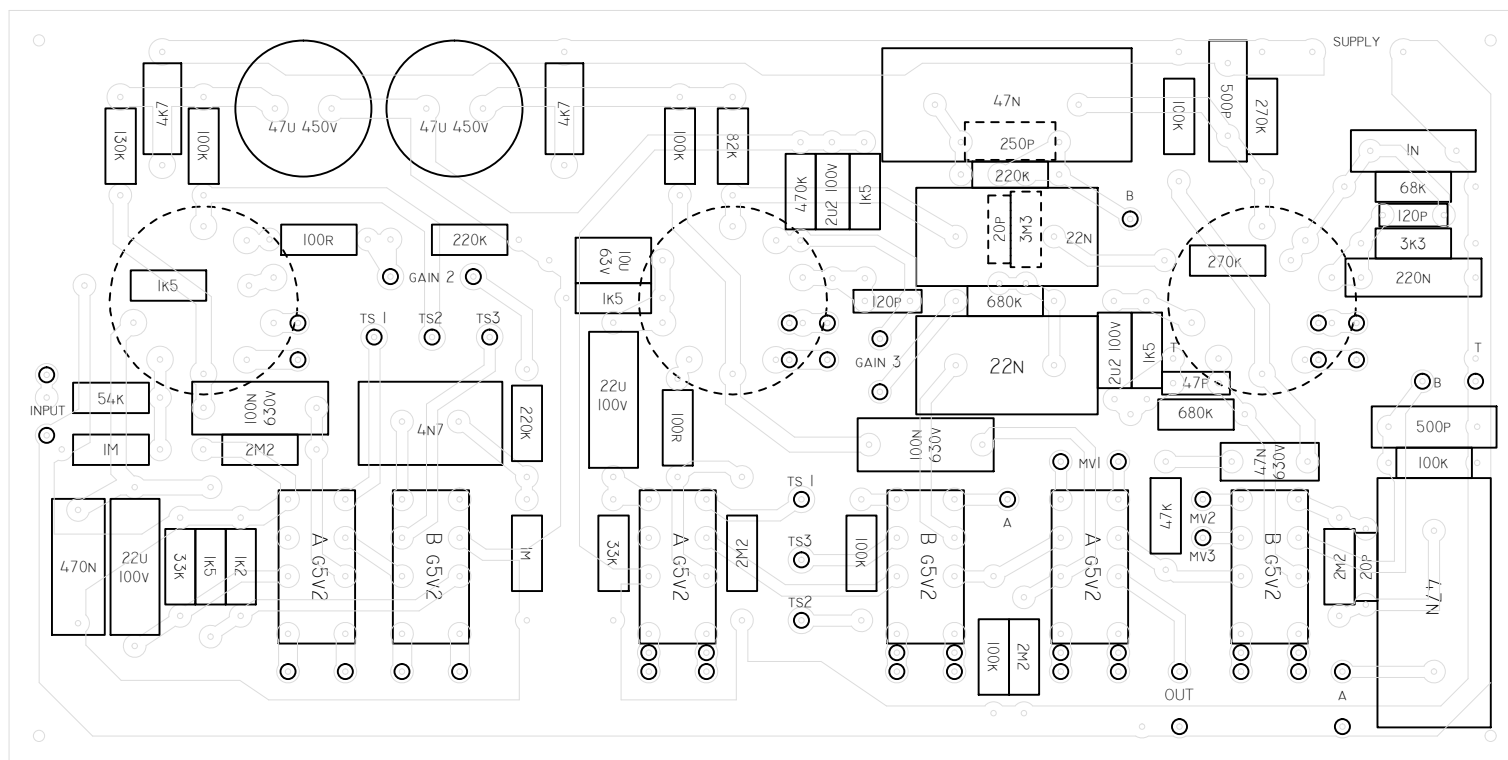 SUPPLY
4K7
47U 450V
47U 450V
4K7
47N
500P
130K
100K
100K
82K
100K
270K
250P
1N
220K
68K
470K
2U2 100V
1K5
20P
3M3
B
120P
100R
220K
22N
3K3
10U
63V
270K
220N
1K5
GAIN 2
1K5
120P
680K
TS 1
TS2
TS3
GAIN 3
2U2 100V
1K5
T
T
22U
100V
22N
INPUT
54K
100N
630V
4N7
220K
100R
47P
B
680K
500P
1M
2M2
100N
630V
MV1
47N
630V
100K
470N
22U
100V
33K
1K5
1K2
A G5V2
B G5V2
1M
33K
A G5V2
2M2
TS 1
TS3
TS2
100K
B G5V2
A
A G5V2
47K
MV2
MV3
B G5V2
2M2
20P
47N
100K
2M2
OUT
A